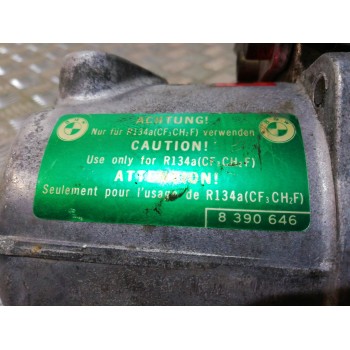 ACHTUNG!
Nur für R134a(CF₃CH₂F) verwenden
CAUTION!
Use only for R134a(CF₃CH₂F)
ATTENTION!
Seulement pour l'usage de R134a(CF₃CH₂F)
8 390 646